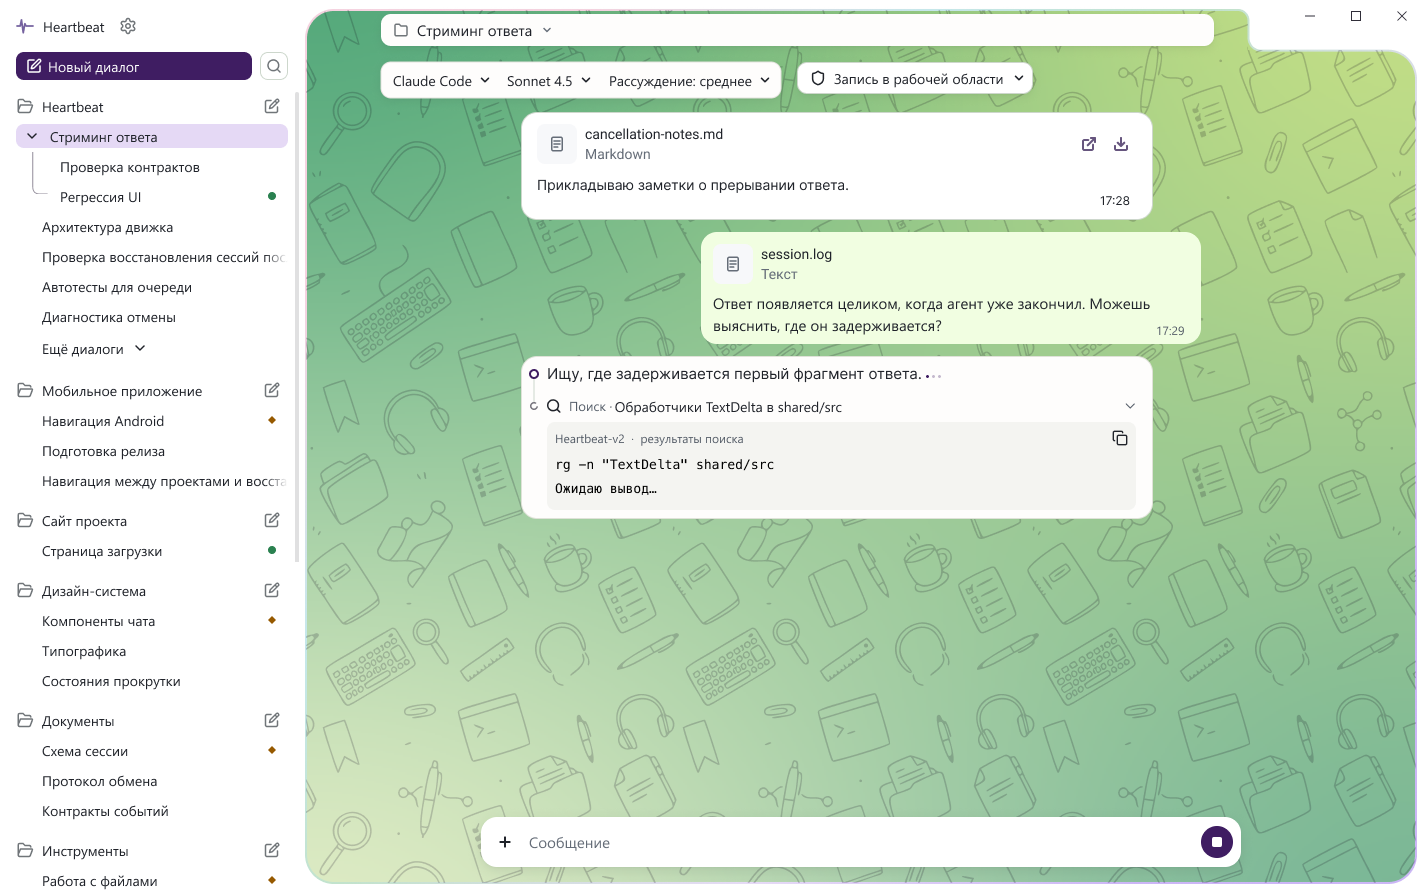 Heartbeat
Новый диалог
Heartbeat
Стриминг ответа
Проверка контрактов
Регрессия UI
Архитектура движка
Проверка восстановления сессий пос
Автотесты для очереди
Диагностика отмены
Ещё диалоги
Мобильное приложение
Навигация Android
Подготовка релиза
Навигация между проектами и восста
Сайт проекта
Страница загрузки
Дизайн-система
Компоненты чата
Типографика
Состояния прокрутки
Документы
Схема сессии
Протокол обмена
Контракты событий
Инструменты
Работа с файлами
Стриминг ответа
Claude Code
Sonnet 4.5
Рассуждение: среднее
Запись в рабочей области
cancellation-notes.md
Markdown
Прикладываю заметки о прерывании ответа.
17:28
session.log
Текст
Ответ появляется целиком, когда агент уже закончил. Можешь
выяснить, где он задерживается?
17:29
Ищу, где задерживается первый фрагмент ответа.
Поиск · Обработчики TextDelta в shared/src
Heartbeat-v2 · результаты поиска
rg -n "TextDelta" shared/src
Ожидаю вывод…
Сообщение